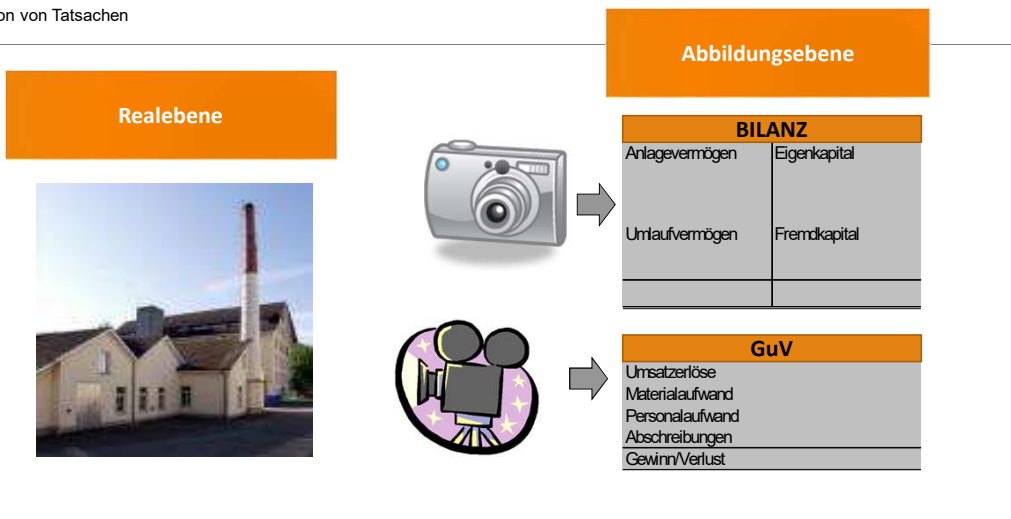 on von Tatsachen
Abbildungsebene
Realebene
BILANZ
Anlagevermögen Eigenkapital
Umlaufvermögen Fremdkapital
GuV
Umsatzerlöse
Materialaufwand
Personalaufwand
Abschreibungen
Gewinn/Verlust